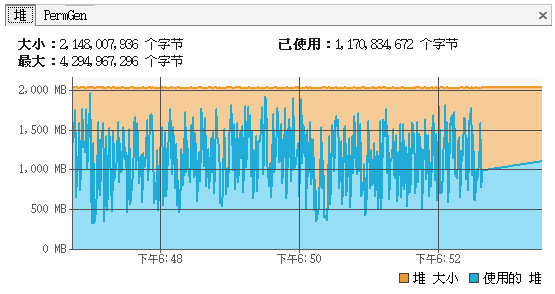 堆 PermGen
大小：2,148,007,936 个字节 已使用：1,170,834,672 个字节
最大：4,294,967,296 个字节
2,000 MB
1,500 MB
1,000 MB
500 MB
0 MB
下午6:48 下午6:50 下午6:52
堆 大小 使用的 堆